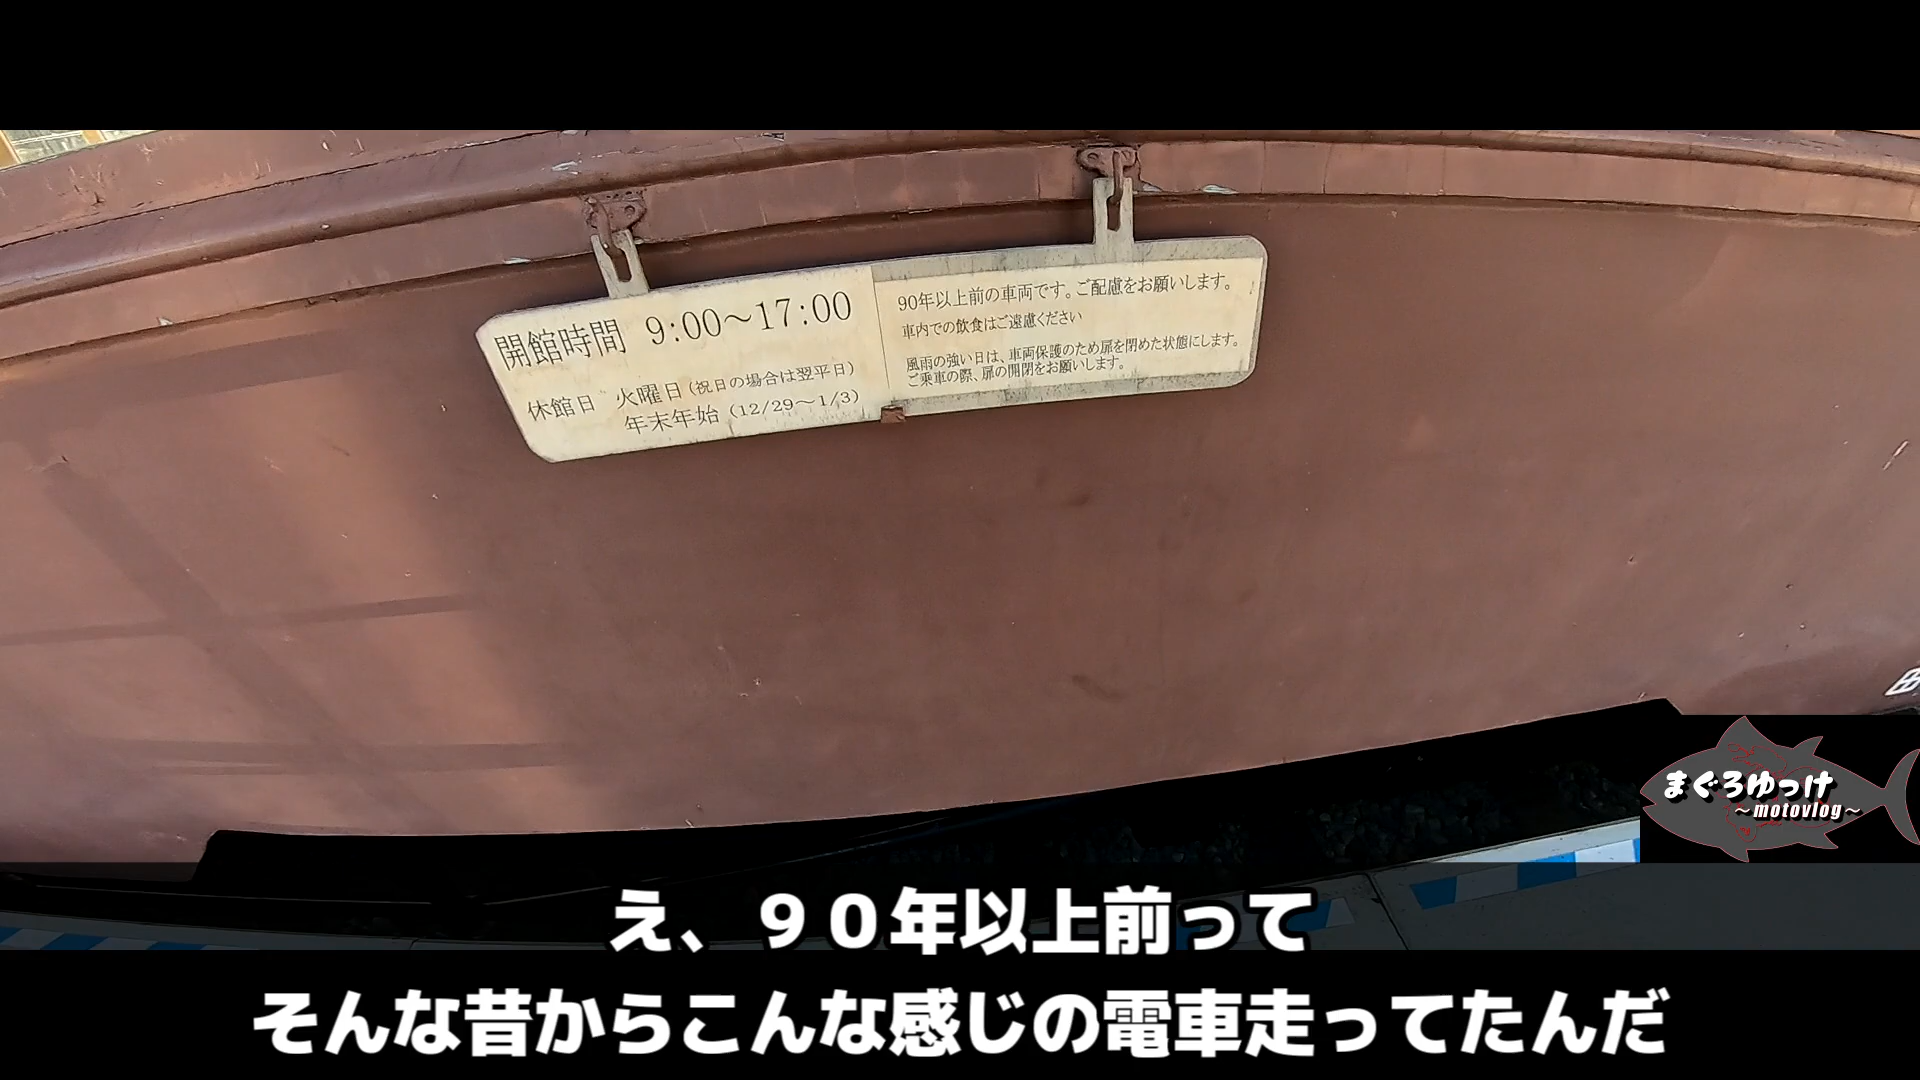 開館時間 9:00～17:00
休館日 火曜日(祝日の場合は翌平日)
年末年始(12/29～1/3)
90年以上前の車両です。ご配慮をお願いします。
車内での飲食はご遠慮ください
風雨の強い日は、車両保護のため扉を閉めた状態にします。
ご乗車の際、扉の開閉をお願いします。
まぐろゆっけ
～motovlog～
え、９０年以上前って
そんな昔からこんな感じの電車走ってたんだ